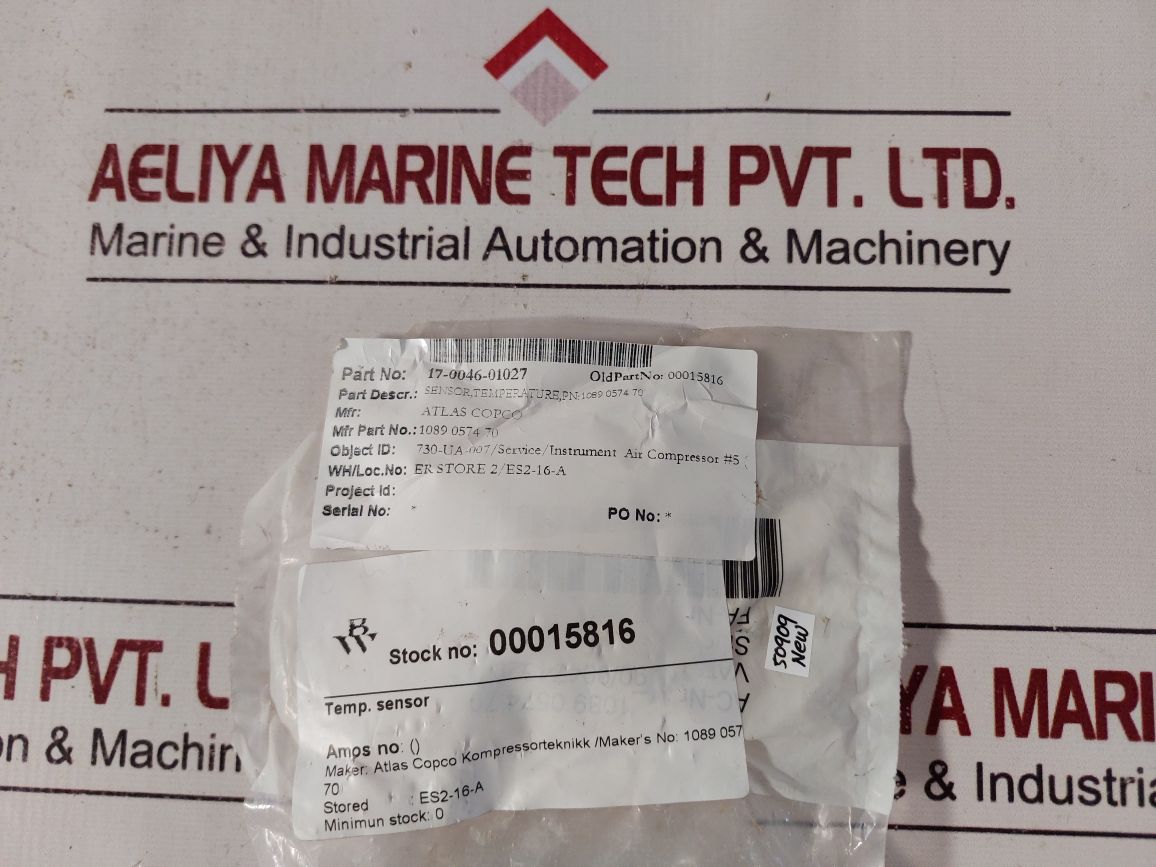 AELIYA MARINE TECH PVT. LTD.
Marine & Industrial Automation & Machinery
Part No: 17-0046-01027 OldPartNo: 00015816
Part Descr.: SENSOR,TEMPERATURE,PN:1089 0574 70
Mfr: ATLAS COPCO
Mfr Part No.: 1089 0574 70
Object ID: 730-UA-007/Service/Instrument Air Compressor #5
WH/Loc.No: ER STORE 2/ES2-16-A
Project Id:
Serial No: * PO No: *
Stock no: 00015816
Temp. sensor
Amos no: ()
Maker: Atlas Copco Kompressorteknikk /Maker's No: 1089 057
70
Stored : ES2-16-A
Minimun stock: 0
50909
New
H PVT. L
on & Machin
YA MARI
e & Industria